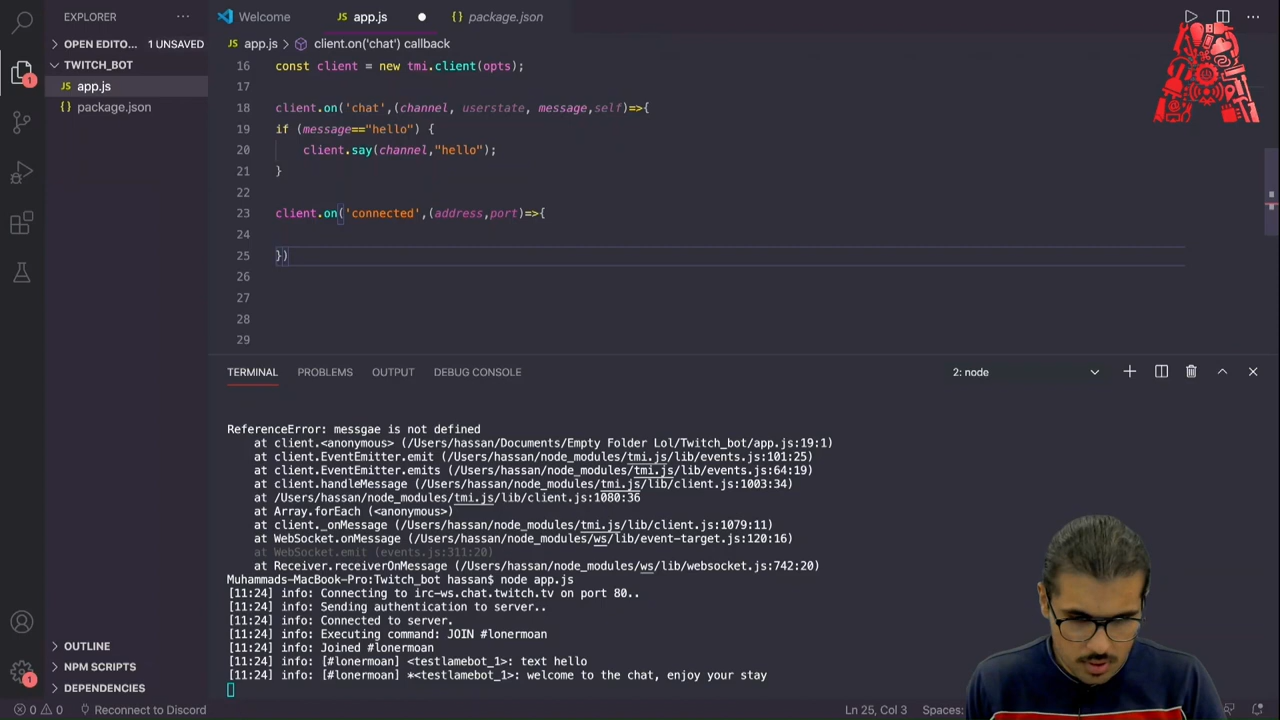 EXPLORER
Welcome
app.js
package.json
OPEN EDITO... 1 UNSAVED
TWITCH_BOT
app.js
package.json
app.js > client.on('chat') callback
16 const client = new tmi.client(opts);
17
18 client.on('chat',(channel, userstate, message,self)=>{
19 if (message=="hello") {
20 client.say(channel,"hello");
21 }
22
23 client.on('connected',(address,port)=>{
24
25 })
26
27
28
29
TERMINAL PROBLEMS OUTPUT DEBUG CONSOLE 2: node
ReferenceError: messgae is not defined
at client.<anonymous> (/Users/hassan/Documents/Empty Folder Lol/Twitch_bot/app.js:19:1)
at client.EventEmitter.emit (/Users/hassan/node_modules/tmi.js/lib/events.js:101:25)
at client.EventEmitter.emits (/Users/hassan/node_modules/tmi.js/lib/events.js:64:19)
at client.handleMessage (/Users/hassan/node_modules/tmi.js/lib/client.js:1003:34)
at /Users/hassan/node_modules/tmi.js/lib/client.js:1080:36
at Array.forEach (<anonymous>)
at client._onMessage (/Users/hassan/node_modules/tmi.js/lib/client.js:1079:11)
at WebSocket.onMessage (/Users/hassan/node_modules/ws/lib/event-target.js:120:16)
at WebSocket.emit (events.js:311:20)
at Receiver.receiverOnMessage (/Users/hassan/node_modules/ws/lib/websocket.js:742:20)
Muhammads-MacBook-Pro:Twitch_bot hassan$ node app.js
[11:24] info: Connecting to irc-ws.chat.twitch.tv on port 80..
[11:24] info: Sending authentication to server..
[11:24] info: Connected to server.
[11:24] info: Executing command: JOIN #lonermoan
[11:24] info: Joined #lonermoan
[11:24] info: [#lonermoan] <testlamebot_1>: text hello
[11:24] info: [#lonermoan] *<testlamebot_1>: welcome to the chat, enjoy your stay
OUTLINE
NPM SCRIPTS
DEPENDENCIES
1
1
0 0 Reconnect to Discord
Ln 25, Col 3 Spaces: